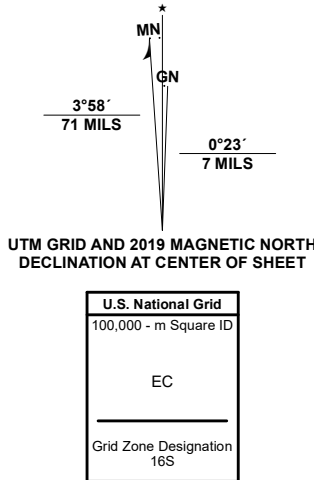 MN
GN
3°58´
71 MILS
0°23´
7 MILS
UTM GRID AND 2019 MAGNETIC NORTH
DECLINATION AT CENTER OF SHEET
U.S. National Grid
100,000 - m Square ID
EC
Grid Zone Designation
16S